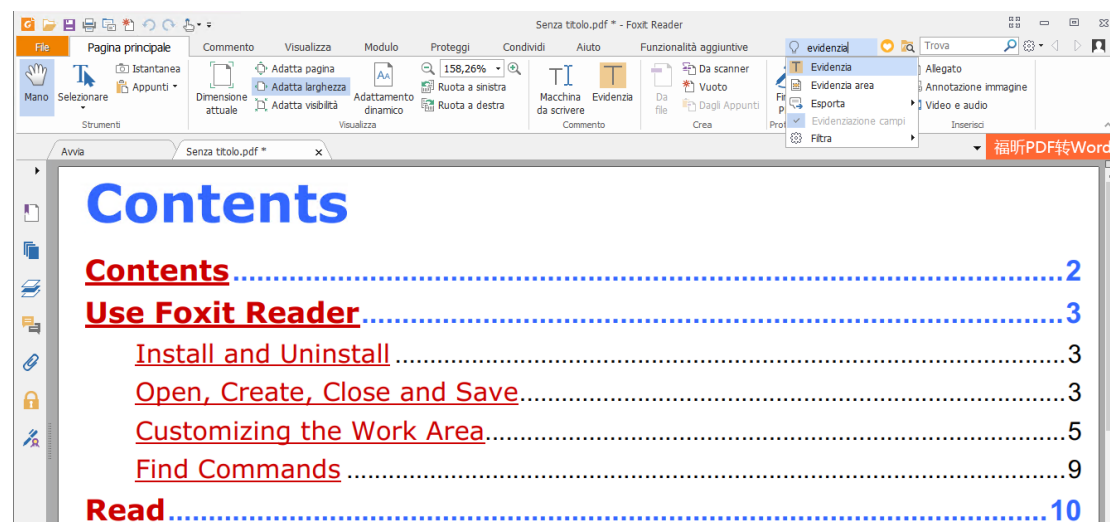 Senza titolo.pdf * - Foxit Reader
File Pagina principale Commento Visualizza Modulo Proteggi Condividi Aiuto Funzionalità aggiuntive evidenzia Trova
Mano
Selezionare
Istantanea
Appunti
Strumenti
Dimensione
attuale
Adatta pagina
Adatta larghezza
Adatta visibilità
Adattamento
dinamico
158,26%
Ruota a sinistra
Ruota a destra
Visualizza
Macchina
da scrivere
Evidenzia
Commento
Da
file
Da scanner
Vuoto
Dagli Appunti
Crea
Evidenzia
Evidenzia area
Esporta
Evidenziazione campi
Filtra
Allegato
Annotazione immagine
Video e audio
Inserisci
Avvia
Senza titolo.pdf * x
福昕PDF转Word
Contents
Contents 2
Use Foxit Reader 3
Install and Uninstall 3
Open, Create, Close and Save 3
Customizing the Work Area 5
Find Commands 9
Read 10